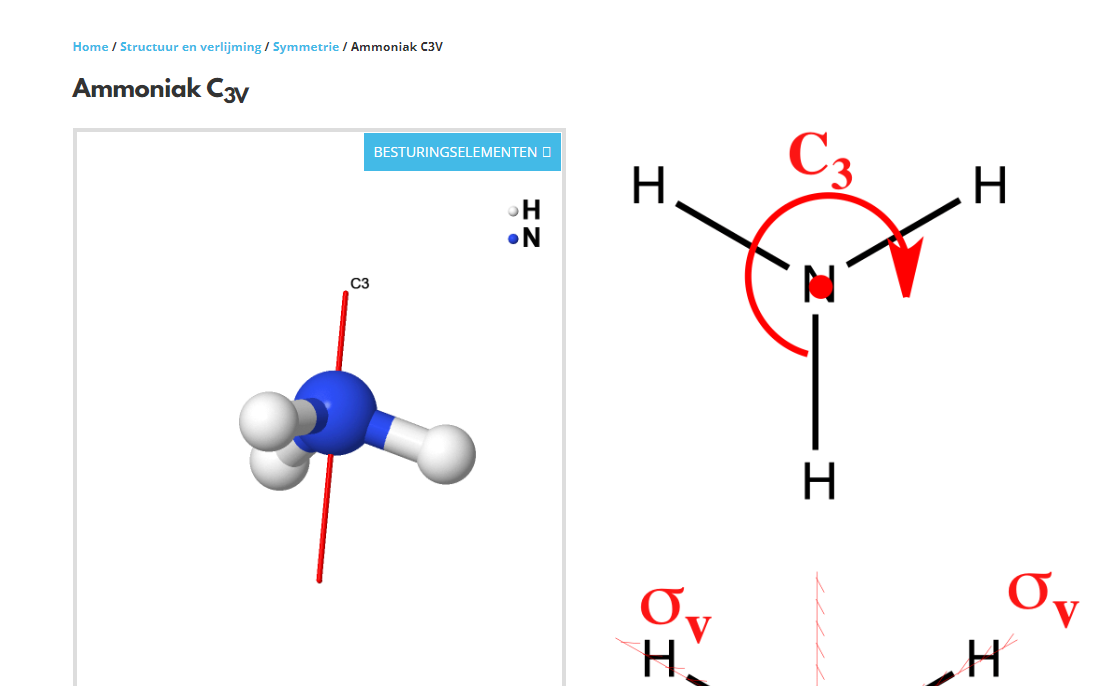 Home / Structuur en verlijming / Symmetrie / Ammoniak C3V
Ammoniak C3V
BESTURINGSELEMENTEN
H
N
C3
C3
H H
N
H
σv σv
H H